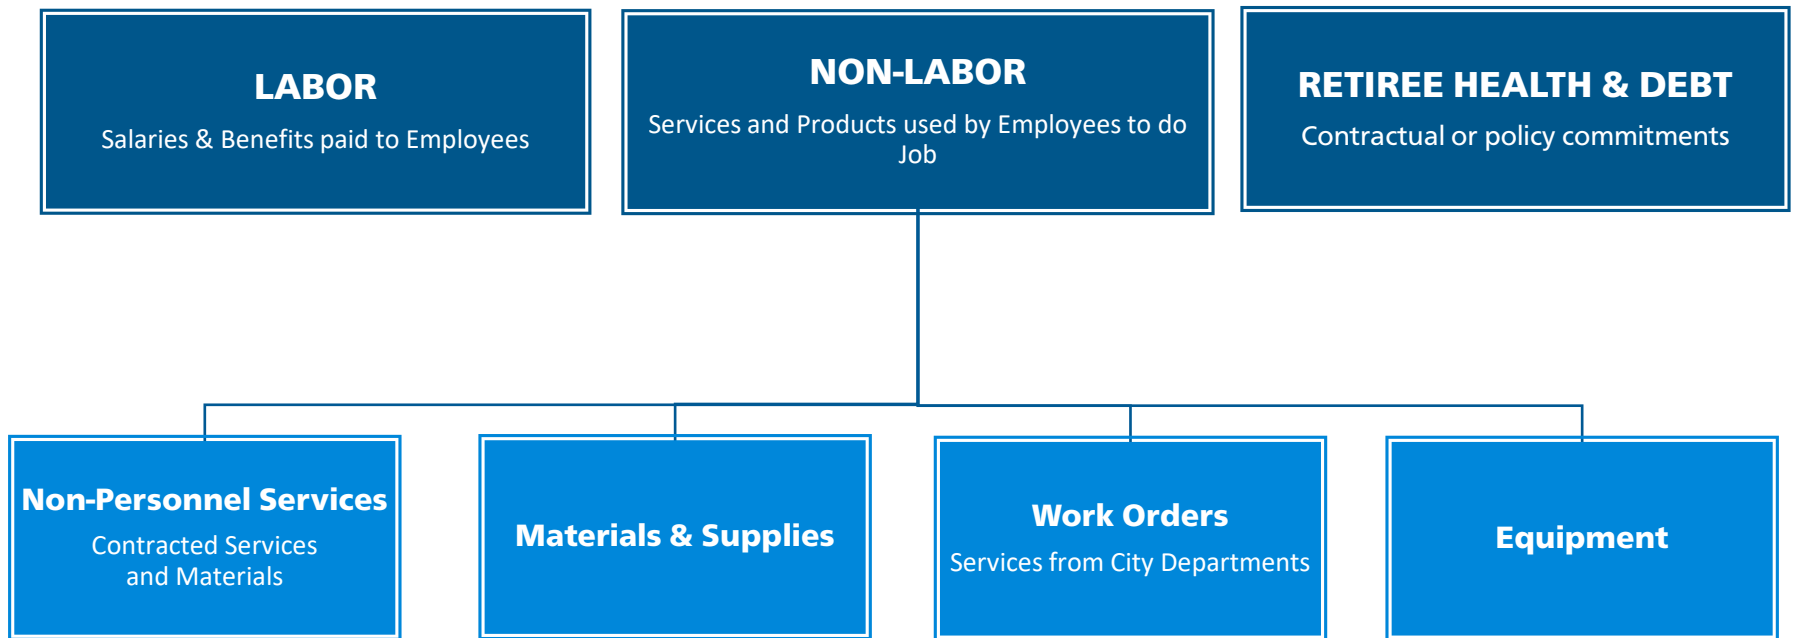 LABOR
Salaries & Benefits paid to Employees
NON-LABOR
Services and Products used by Employees to do
Job
RETIREE HEALTH & DEBT
Contractual or policy commitments
Non-Personnel Services
Contracted Services
and Materials
Materials & Supplies
Work Orders
Services from City Departments
Equipment